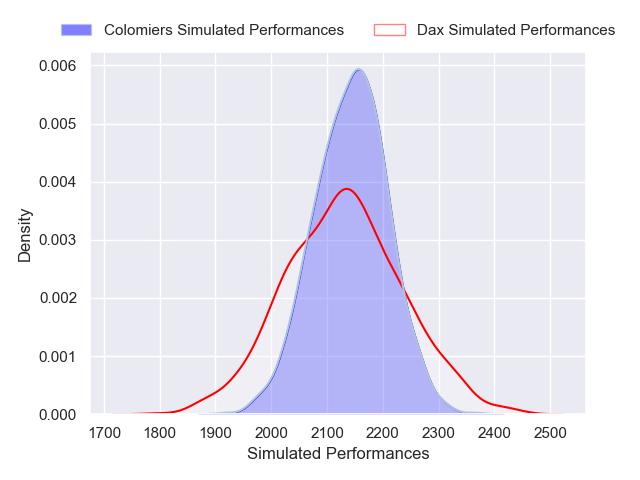 Colomiers Simulated Performances
Dax Simulated Performances
0.006
0.005
0.004
0.003
0.002
0.001
0.000
Density
1700 1800 1900 2000 2100 2200 2300 2400 2500
Simulated Performances